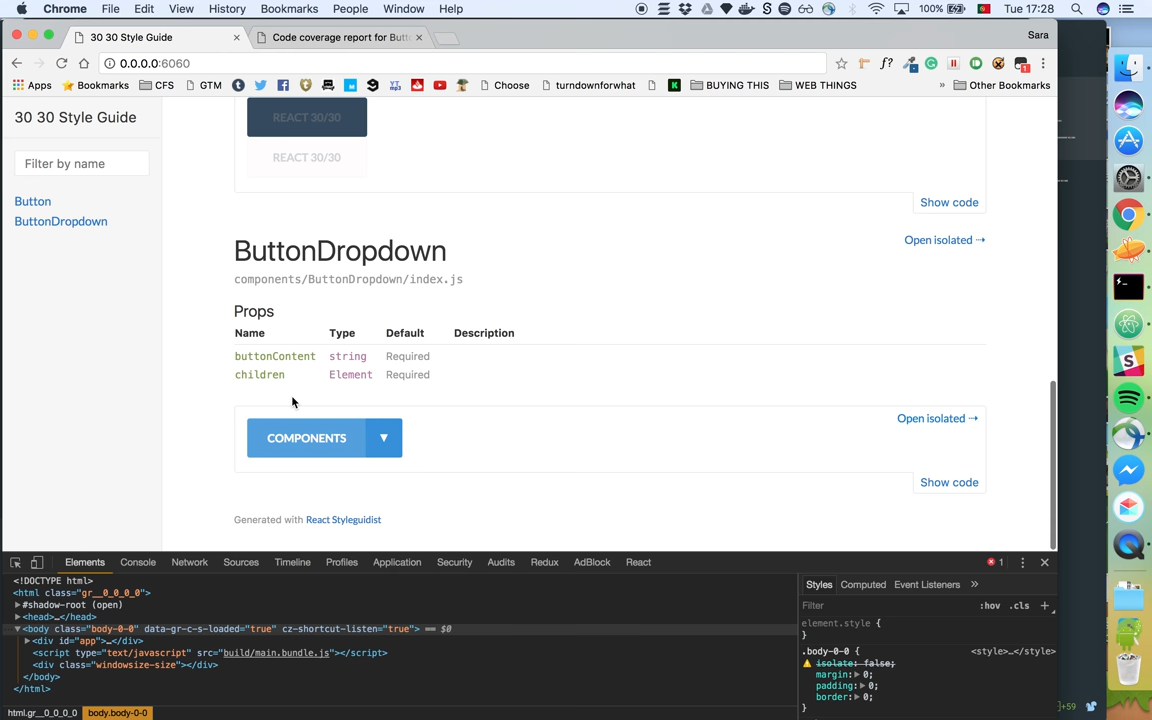 Chrome File Edit View History Bookmarks People Window Help 100% Tue 17:28
30 30 Style Guide Code coverage report for Butt Sara
0.0.0.0:6060
Apps Bookmarks CFS GTM Choose turndownforwhat BUYING THIS WEB THINGS » Other Bookmarks
30 30 Style Guide
Filter by name
Button
ButtonDropdown
REACT 30/30
REACT 30/30
Show code
ButtonDropdown
Open isolated ⇢
components/ButtonDropdown/index.js
Props
Name Type Default Description
buttonContent string Required
children Element Required
Open isolated ⇢
COMPONENTS ▼
Show code
Generated with React Styleguidist
Elements Console Network Sources Timeline Profiles Application Security Audits Redux AdBlock React 1
<!DOCTYPE html>
<html class="gr__0_0_0_0">
▶#shadow-root (open)
▶<head>…</head>
▼<body class="body-0-0" data-gr-c-s-loaded="true" cz-shortcut-listen="true"> == $0
▶<div id="app">…</div>
<script type="text/javascript" src="build/main.bundle.js"></script>
<div class="windowsize-size"></div>
</body>
</html>
html.gr__0_0_0_0 body.body-0-0
Styles Computed Event Listeners »
Filter :hov .cls +
element.style {
}
.body-0-0 { <style>…</style>
isolate: false;
margin:▶0;
padding:▶0;
border:▶0;
}
+59